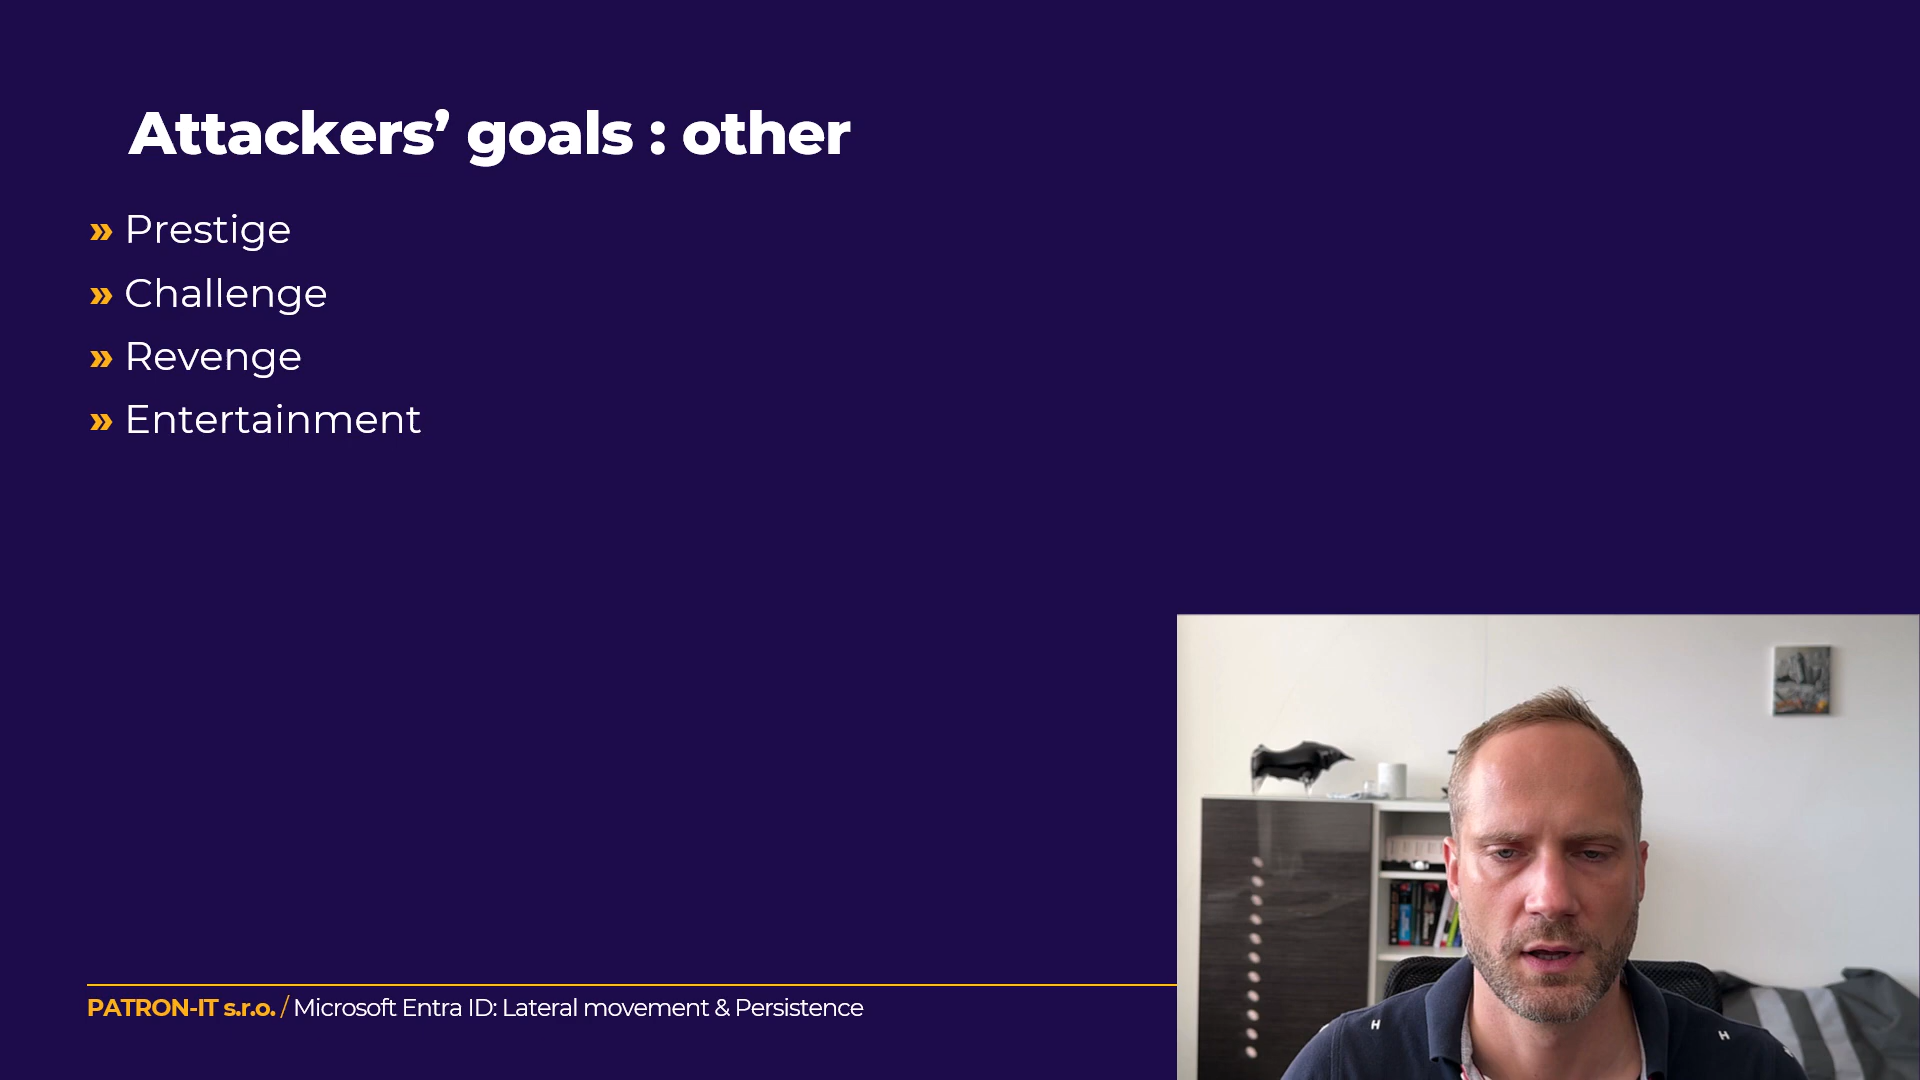 Attackers’ goals : other
» Prestige
» Challenge
» Revenge
» Entertainment
PATRON-IT s.r.o. / Microsoft Entra ID: Lateral movement & Persistence
H
H